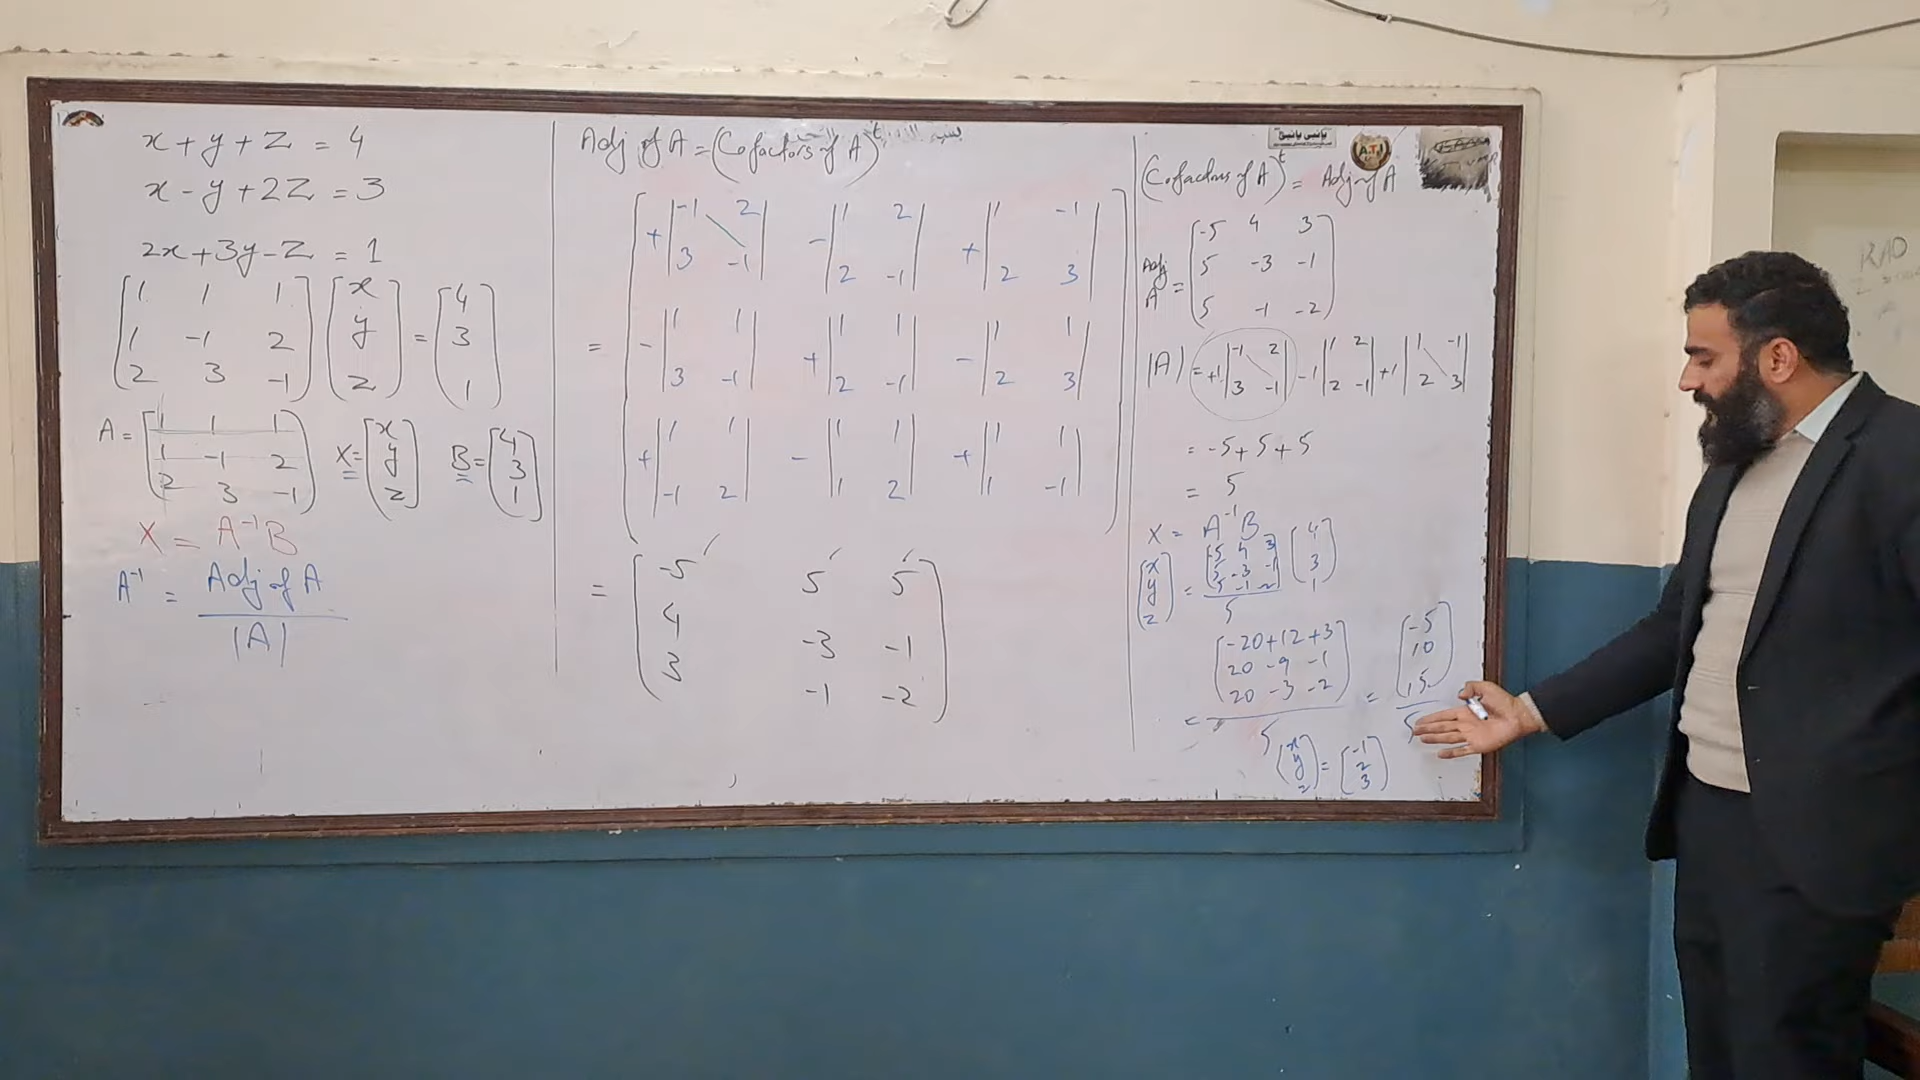 x + y + z = 4
x - y + 2z = 3
2x + 3y - z = 1
[1 1 1; 1 -1 2; 2 3 -1] [x; y; z] = [4; 3; 1]
A = [1 1 1; 1 -1 2; 2 3 -1] X = [x; y; z] B = [4; 3; 1]
X = A⁻¹B
A⁻¹ = Adj of A / |A|
Adj of A = (Cofactors of A)ᵗ
= [+|-1 2; 3 -1| -|1 2; 2 -1| +|1 -1; 2 3|
-|1 1; 3 -1| +|1 1; 2 -1| -|1 1; 2 3|
+|1 1; -1 2| -|1 1; 1 2| +|1 1; 1 -1|]
= [-5 5 5
4 -3 -1
3 -1 -2]
A.T.I
(Cofactors of A)ᵗ = Adj of A
Adj A = [-5 4 3; 5 -3 -1; 5 -1 -2]
|A| = +1|-1 2; 3 -1| -1|1 2; 2 -1| +1|1 -1; 2 3|
= -5 + 5 + 5
= 5
X = A⁻¹B
[x; y; z] = [-5 4 3; 5 -3 -1; 5 -1 -2] / 5 [4; 3; 1]
= [-20 + 12 + 3; 20 - 9 - 1; 20 - 3 - 2] / 5 = [-5; 10; 15] / 5
[x; y; z] = [-1; 2; 3]
RAO